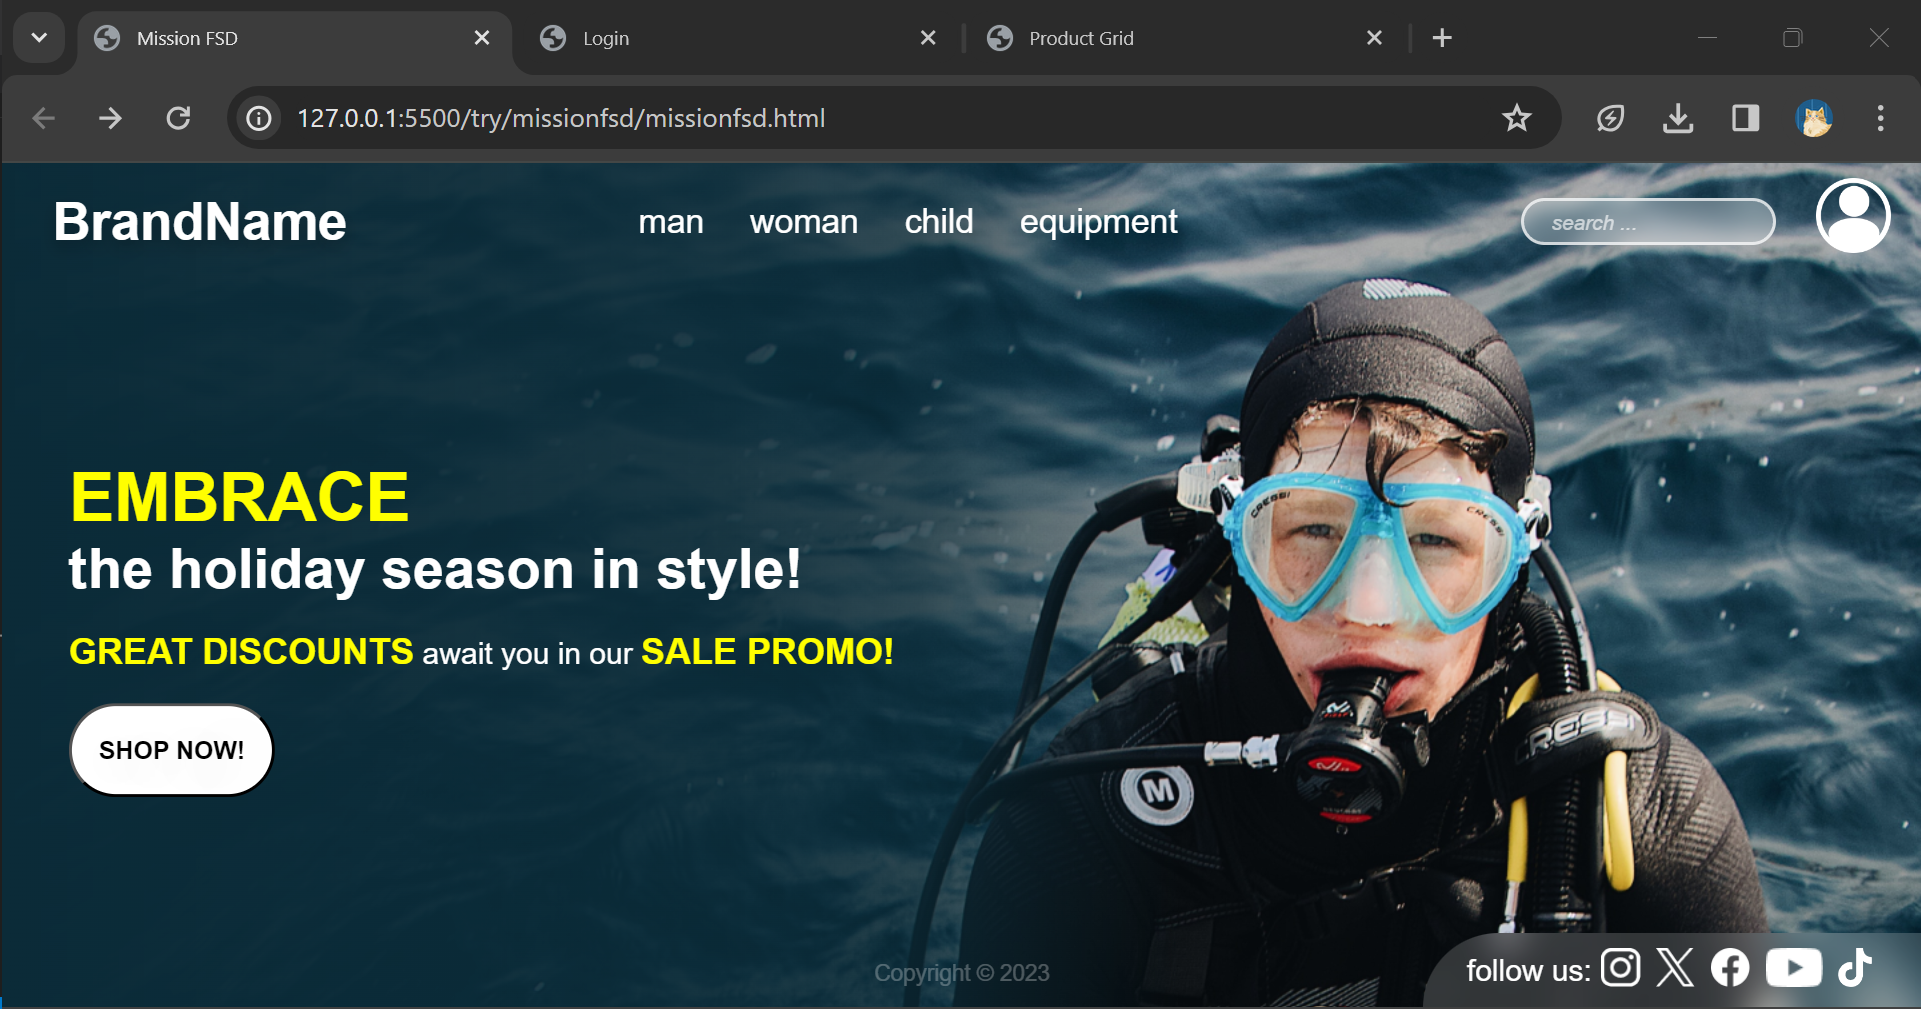 Mission FSD
Login
Product Grid
127.0.0.1:5500/try/missionfsd/missionfsd.html
BrandName
man woman child equipment
search ...
EMBRACE
the holiday season in style!
GREAT DISCOUNTS await you in our SALE PROMO!
SHOP NOW!
CRESSI
CRESSI
CRESSI
M
Copyright © 2023
follow us: